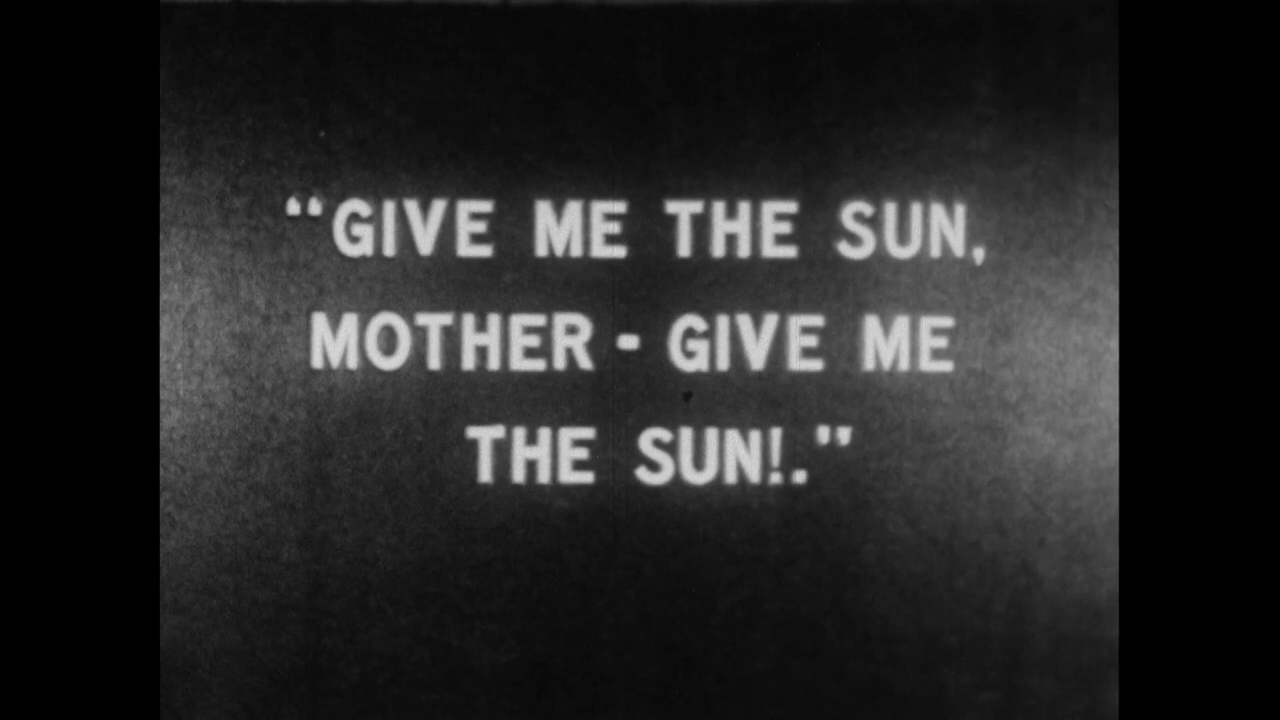 “GIVE ME THE SUN,
MOTHER - GIVE ME
THE SUN!.”